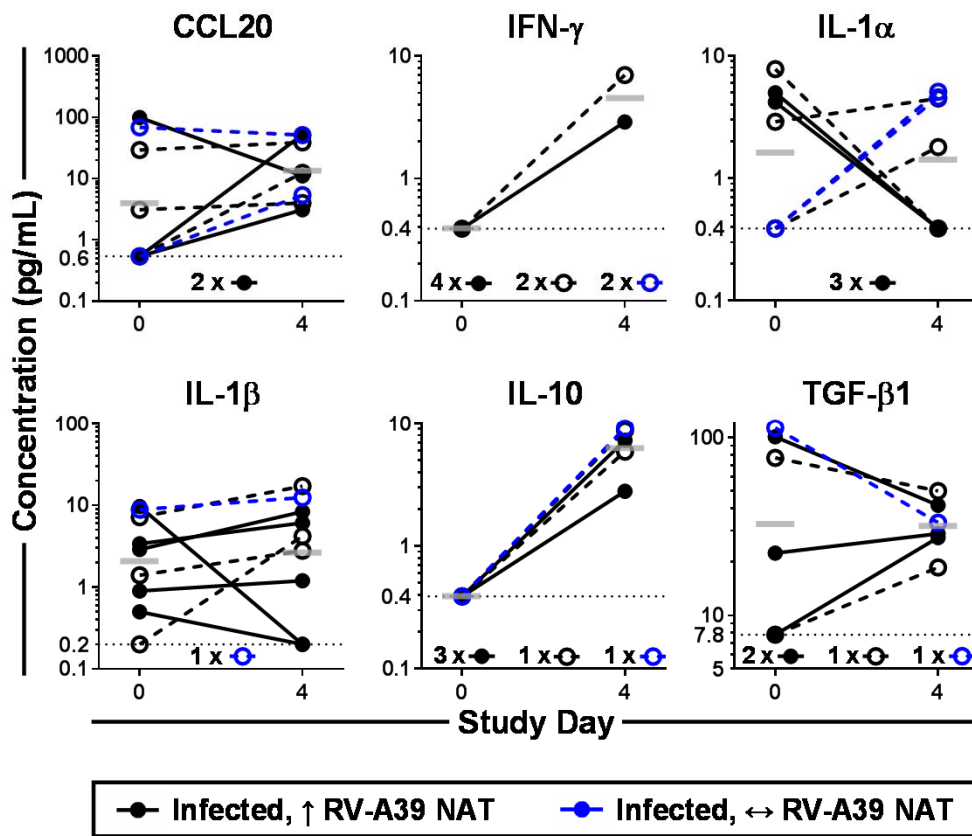 CCL20
IFN-γ
IL-1α
1000
100
10
1
0.6
0.1
2 x
0
4
10
1
0.4
0.1
4 x
2 x
2 x
0
4
10
1
0.4
0.1
3 x
0
4
Concentration (pg/mL)
IL-1β
IL-10
TGF-β1
100
10
1
0.2
0.1
1 x
0
4
10
1
0.4
0.1
3 x
1 x
1 x
0
4
100
10
7.8
5
2 x
1 x
1 x
0
4
Study Day
Infected, ↑ RV-A39 NAT
Infected, ↔ RV-A39 NAT